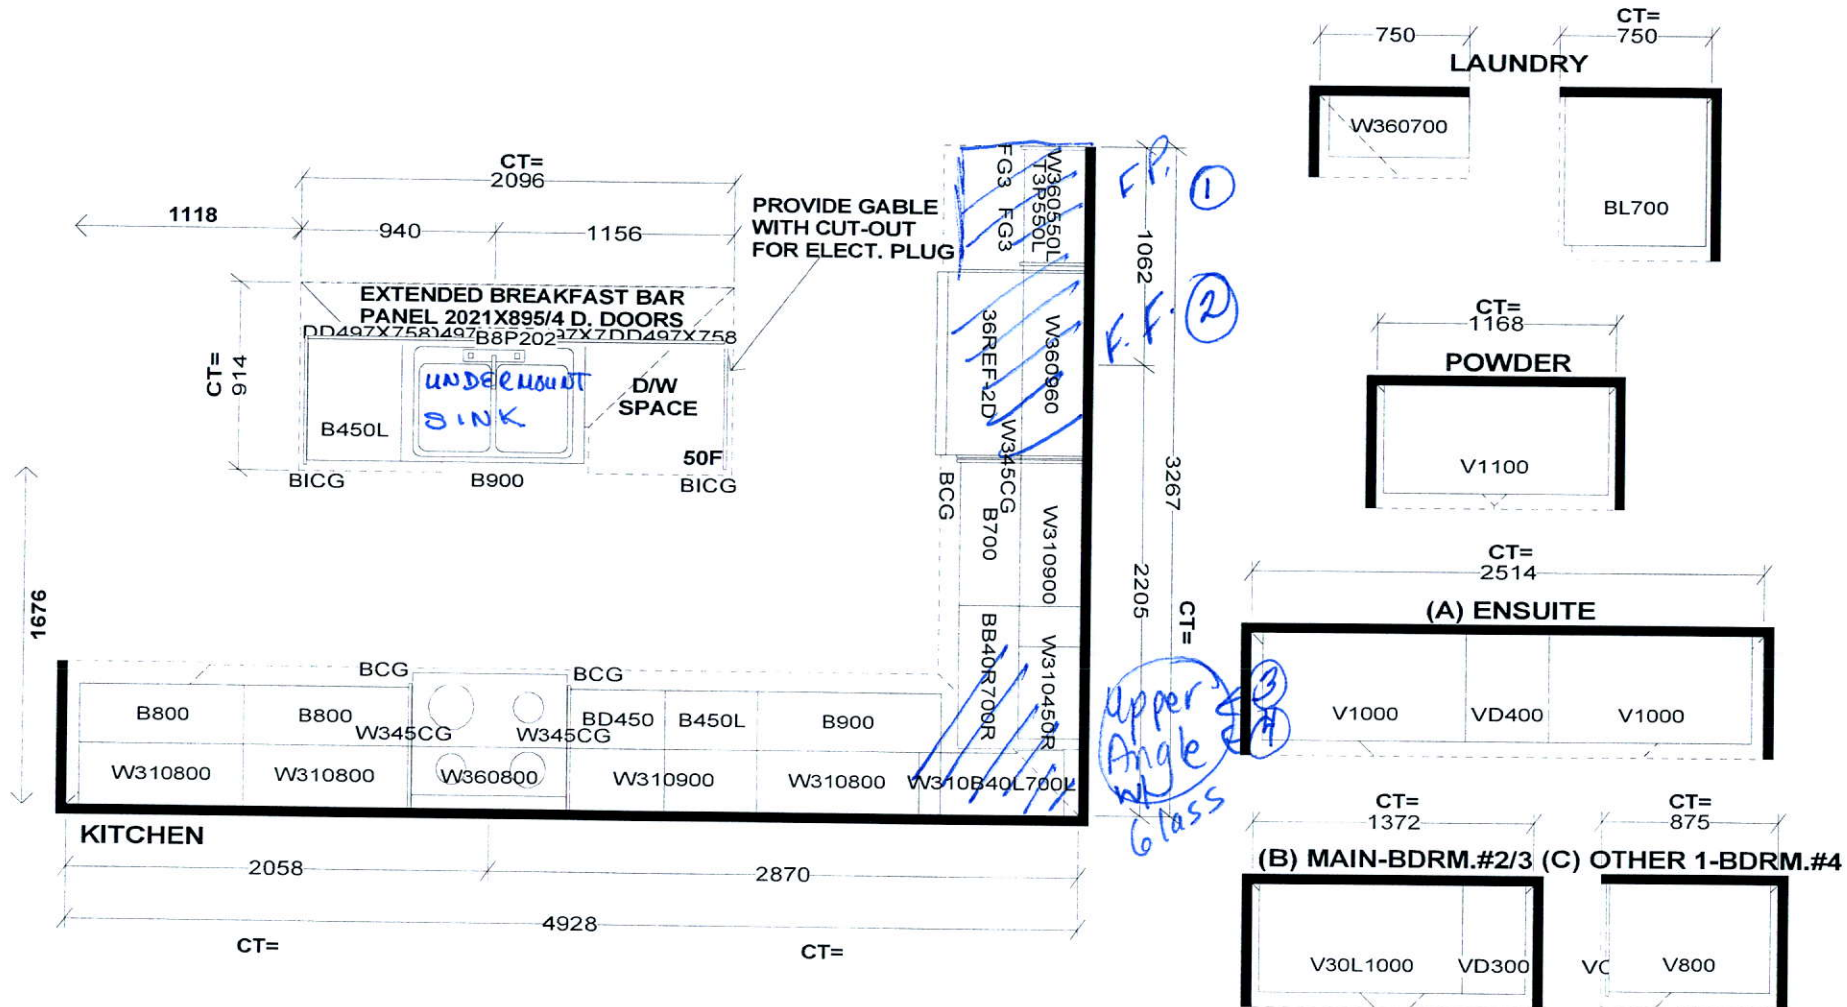 CT=
2096
1118
940
1156
PROVIDE GABLE
WITH CUT-OUT
FOR ELECT. PLUG
EXTENDED BREAKFAST BAR
PANEL 2021X895/4 D. DOORS
DD497X758
DD497X758
B8P202
CT=
914
UNDERMOUNT
SINK
D/W
SPACE
B450L
50F
BICG
B900
BICG
1676
FG3
FG3
W360550L
T3P550L
F.P. 1
1062
36REF-2D
W360960
F.F. 2
W345CG
3267
BCG
B700
W310900
2205
CT=
BB40R700R
W310450R
Upper
Angle
w/
Glass
3
4
BCG
BCG
B800
B800
W345CG
W345CG
BD450
B450L
B900
W310800
W310800
W360800
W310900
W310800
W310B40L700L
KITCHEN
2058
2870
4928
CT=
CT=
750
CT=
750
LAUNDRY
W360700
BL700
CT=
1168
POWDER
V1100
CT=
2514
(A) ENSUITE
V1000
VD400
V1000
CT=
1372
CT=
875
(B) MAIN-BDRM.#2/3
(C) OTHER 1-BDRM.#4
V30L1000
VD300
V800